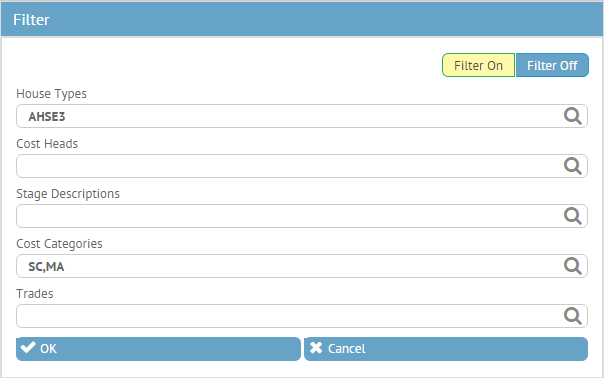 Filter
Filter On Filter Off
House Types
AHSE3
Cost Heads
Stage Descriptions
Cost Categories
SC,MA
Trades
OK Cancel